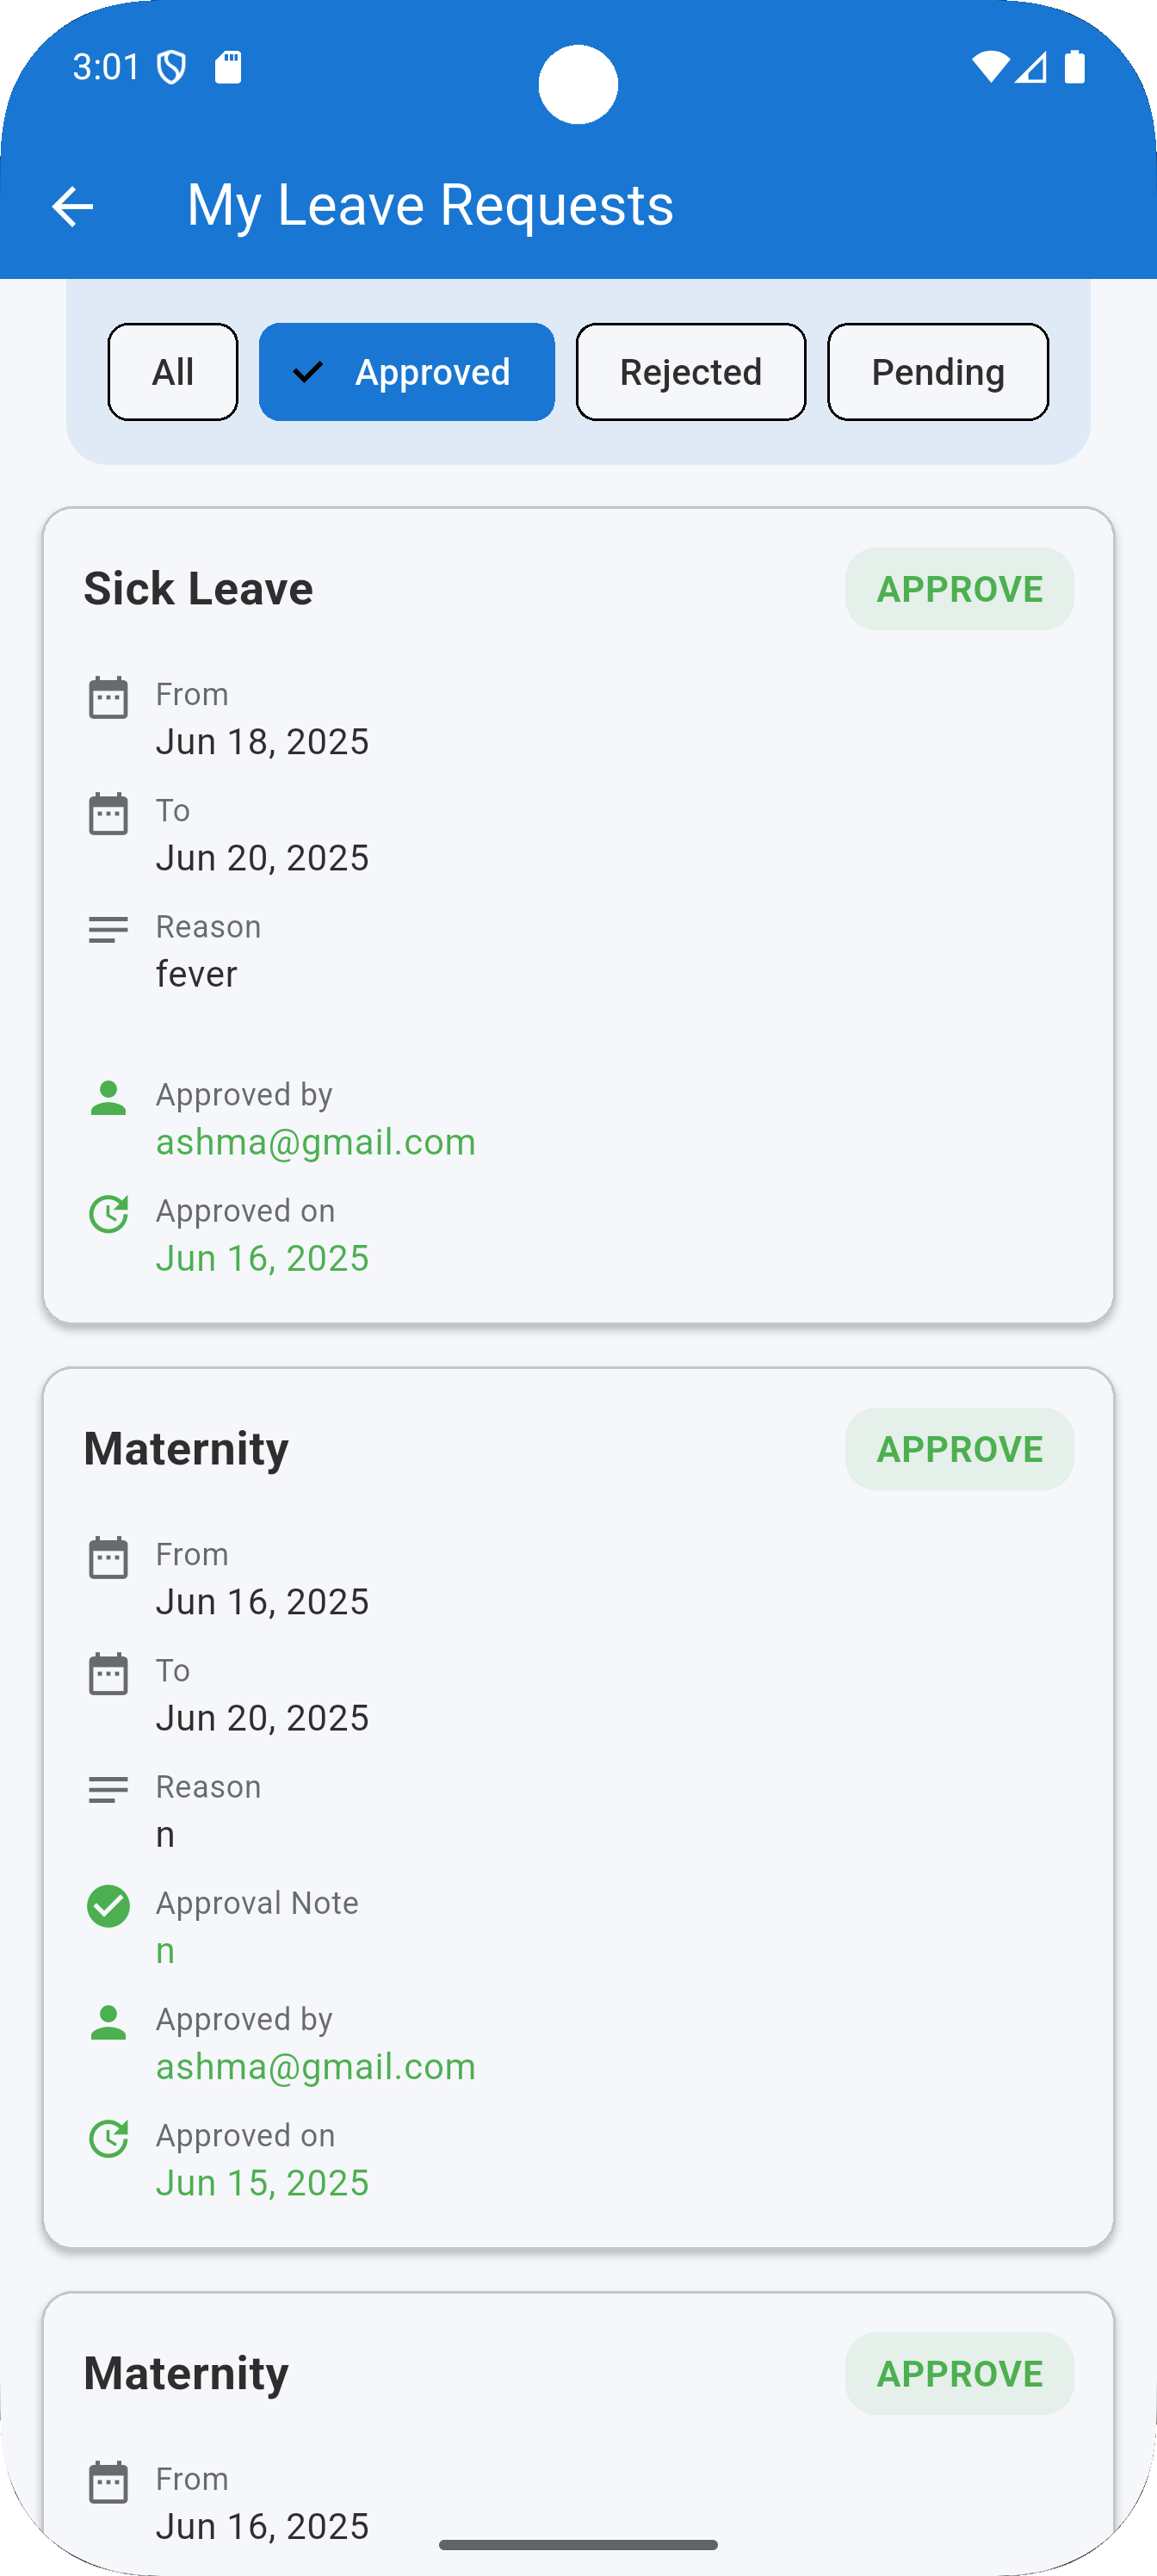 3:01
My Leave Requests
All
Approved
Rejected
Pending
Sick Leave
APPROVE
From
Jun 18, 2025
To
Jun 20, 2025
Reason
fever
Approved by
ashma@gmail.com
Approved on
Jun 16, 2025
Maternity
APPROVE
From
Jun 16, 2025
To
Jun 20, 2025
Reason
n
Approval Note
n
Approved by
ashma@gmail.com
Approved on
Jun 15, 2025
Maternity
APPROVE
From
Jun 16, 2025